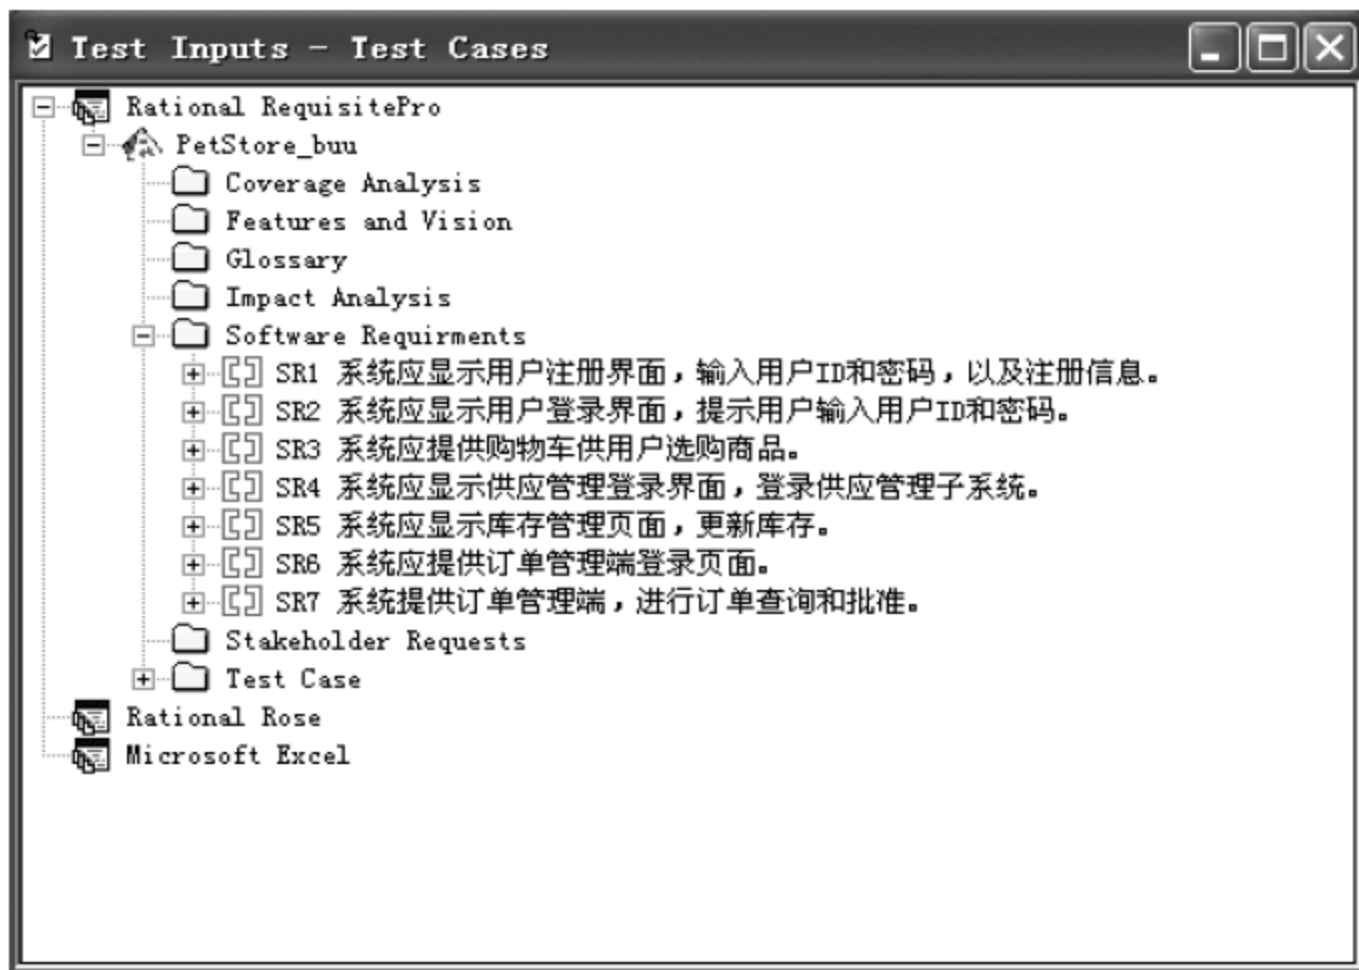 Test Inputs - Test Cases
Rational RequisitePro
PetStore_buu
Coverage Analysis
Features and Vision
Glossary
Impact Analysis
Software Requirments
SR1 系统应显示用户注册界面，输入用户ID和密码，以及注册信息。
SR2 系统应显示用户登录界面，提示用户输入用户ID和密码。
SR3 系统应提供购物车供用户选购商品。
SR4 系统应显示供应管理登录界面，登录供应管理子系统。
SR5 系统应显示库存管理页面，更新库存。
SR6 系统应提供订单管理端登录页面。
SR7 系统提供订单管理端，进行订单查询和批准。
Stakeholder Requests
Test Case
Rational Rose
Microsoft Excel